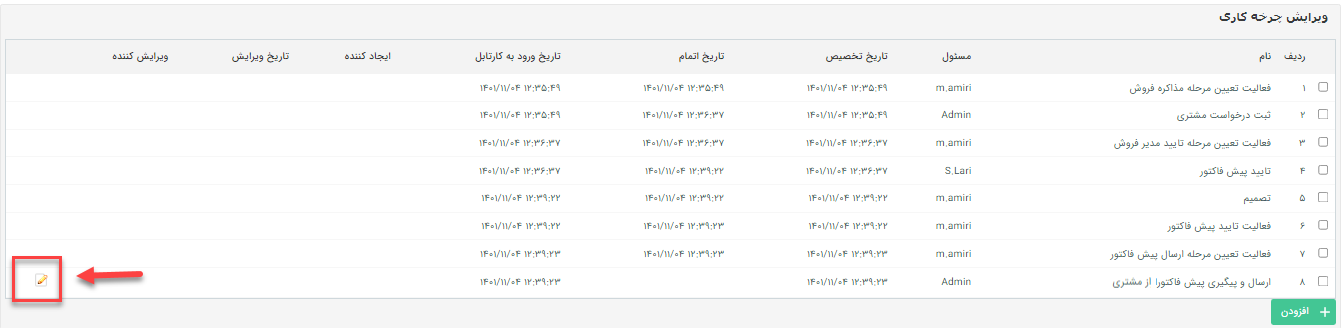 ویرایش چرخه کاری
ردیف نام مسئول تاریخ تخصیص تاریخ اتمام تاریخ ورود به کارتابل ایجاد کننده تاریخ ویرایش ویرایش کننده
۱ فعالیت تعیین مرحله مذاکره فروش m.amiri ۱۴۰۱/۱۱/۰۴ ۱۲:۳۵:۴۹ ۱۴۰۱/۱۱/۰۴ ۱۲:۳۵:۴۹ ۱۴۰۱/۱۱/۰۴ ۱۲:۳۵:۴۹
۲ ثبت درخواست مشتری Admin ۱۴۰۱/۱۱/۰۴ ۱۲:۳۵:۴۹ ۱۴۰۱/۱۱/۰۴ ۱۲:۳۶:۳۷ ۱۴۰۱/۱۱/۰۴ ۱۲:۳۵:۴۹
۳ فعالیت تعیین مرحله تایید مدیر فروش m.amiri ۱۴۰۱/۱۱/۰۴ ۱۲:۳۶:۳۷ ۱۴۰۱/۱۱/۰۴ ۱۲:۳۶:۳۷ ۱۴۰۱/۱۱/۰۴ ۱۲:۳۶:۳۷
۴ تایید پیش فاکتور S.Lari ۱۴۰۱/۱۱/۰۴ ۱۲:۳۶:۳۷ ۱۴۰۱/۱۱/۰۴ ۱۲:۳۹:۲۲ ۱۴۰۱/۱۱/۰۴ ۱۲:۳۶:۳۷
۵ تصمیم m.amiri ۱۴۰۱/۱۱/۰۴ ۱۲:۳۹:۲۲ ۱۴۰۱/۱۱/۰۴ ۱۲:۳۹:۲۲ ۱۴۰۱/۱۱/۰۴ ۱۲:۳۹:۲۲
۶ فعالیت تایید پیش فاکتور m.amiri ۱۴۰۱/۱۱/۰۴ ۱۲:۳۹:۲۲ ۱۴۰۱/۱۱/۰۴ ۱۲:۳۹:۲۳ ۱۴۰۱/۱۱/۰۴ ۱۲:۳۹:۲۲
۷ فعالیت تعیین مرحله ارسال پیش فاکتور m.amiri ۱۴۰۱/۱۱/۰۴ ۱۲:۳۹:۲۳ ۱۴۰۱/۱۱/۰۴ ۱۲:۳۹:۲۳ ۱۴۰۱/۱۱/۰۴ ۱۲:۳۹:۲۳
۸ ارسال و پیگیری پیش فاکتورا از مشتری Admin ۱۴۰۱/۱۱/۰۴ ۱۲:۳۹:۲۳ ۱۴۰۱/۱۱/۰۴ ۱۲:۳۹:۲۳
+ افزودن